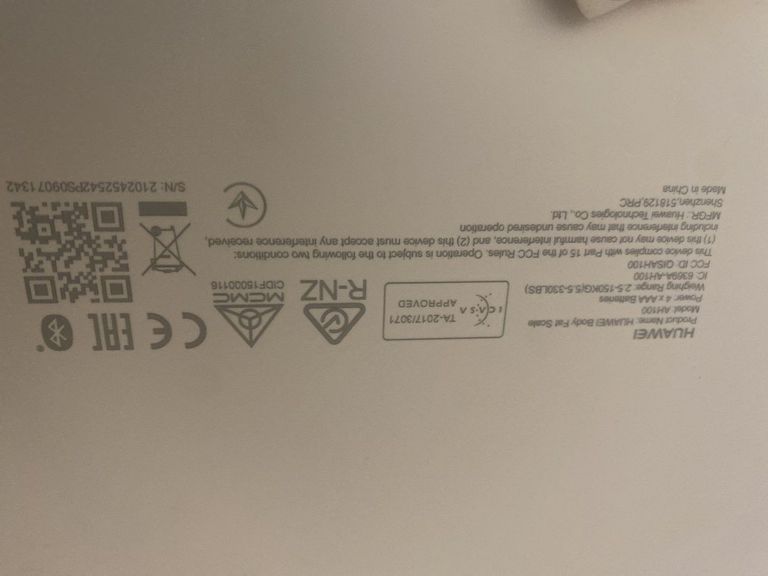 HUAWEI
Product Name: HUAWEI Body Fat Scale
Model: AH100
Power: 4 x AAA Batteries
Weighing Range: 2.5-150KG(5.5-330LBS)
IC: 6369A-AH100
FCC ID: QISAH100
This device complies with Part 15 of the FCC Rules. Operation is subject to the following two conditions:
(1) this device may not cause harmful interference, and (2) this device must accept any interference received,
including interference that may cause undesired operation
MFGR.: Huawei Technologies Co., Ltd.
Shenzhen,518129,PRC
Made in China
ICASA
TA-2017/3071
APPROVED
R-NZ
MCMC
CIDF15000116
CE
EAC
S/N: 2102452542PS09071342